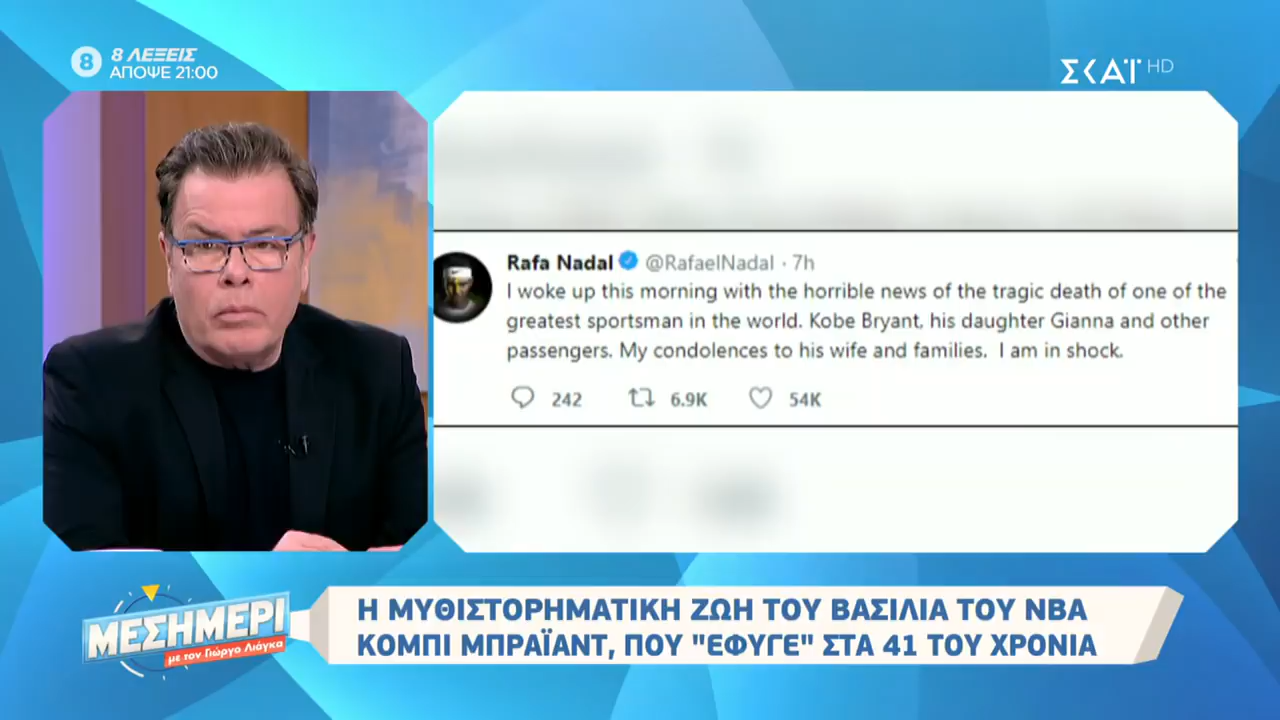 8 8 ΛΕΞΕΙΣ
ΑΠΟΨΕ 21:00
ΣΚΑΪ HD
Rafa Nadal @RafaelNadal · 7h
I woke up this morning with the horrible news of the tragic death of one of the
greatest sportsman in the world. Kobe Bryant, his daughter Gianna and other
passengers. My condolences to his wife and families. I am in shock.
242 6.9K 54K
ΜΕΣΗΜΕΡΙ
με τον Γιώργο Λιάγκα
Η ΜΥΘΙΣΤΟΡΗΜΑΤΙΚΗ ΖΩΗ ΤΟΥ ΒΑΣΙΛΙΑ ΤΟΥ NBA
ΚΟΜΠΙ ΜΠΡΑΪΑΝΤ, ΠΟΥ "ΕΦΥΓΕ" ΣΤΑ 41 ΤΟΥ ΧΡΟΝΙΑ